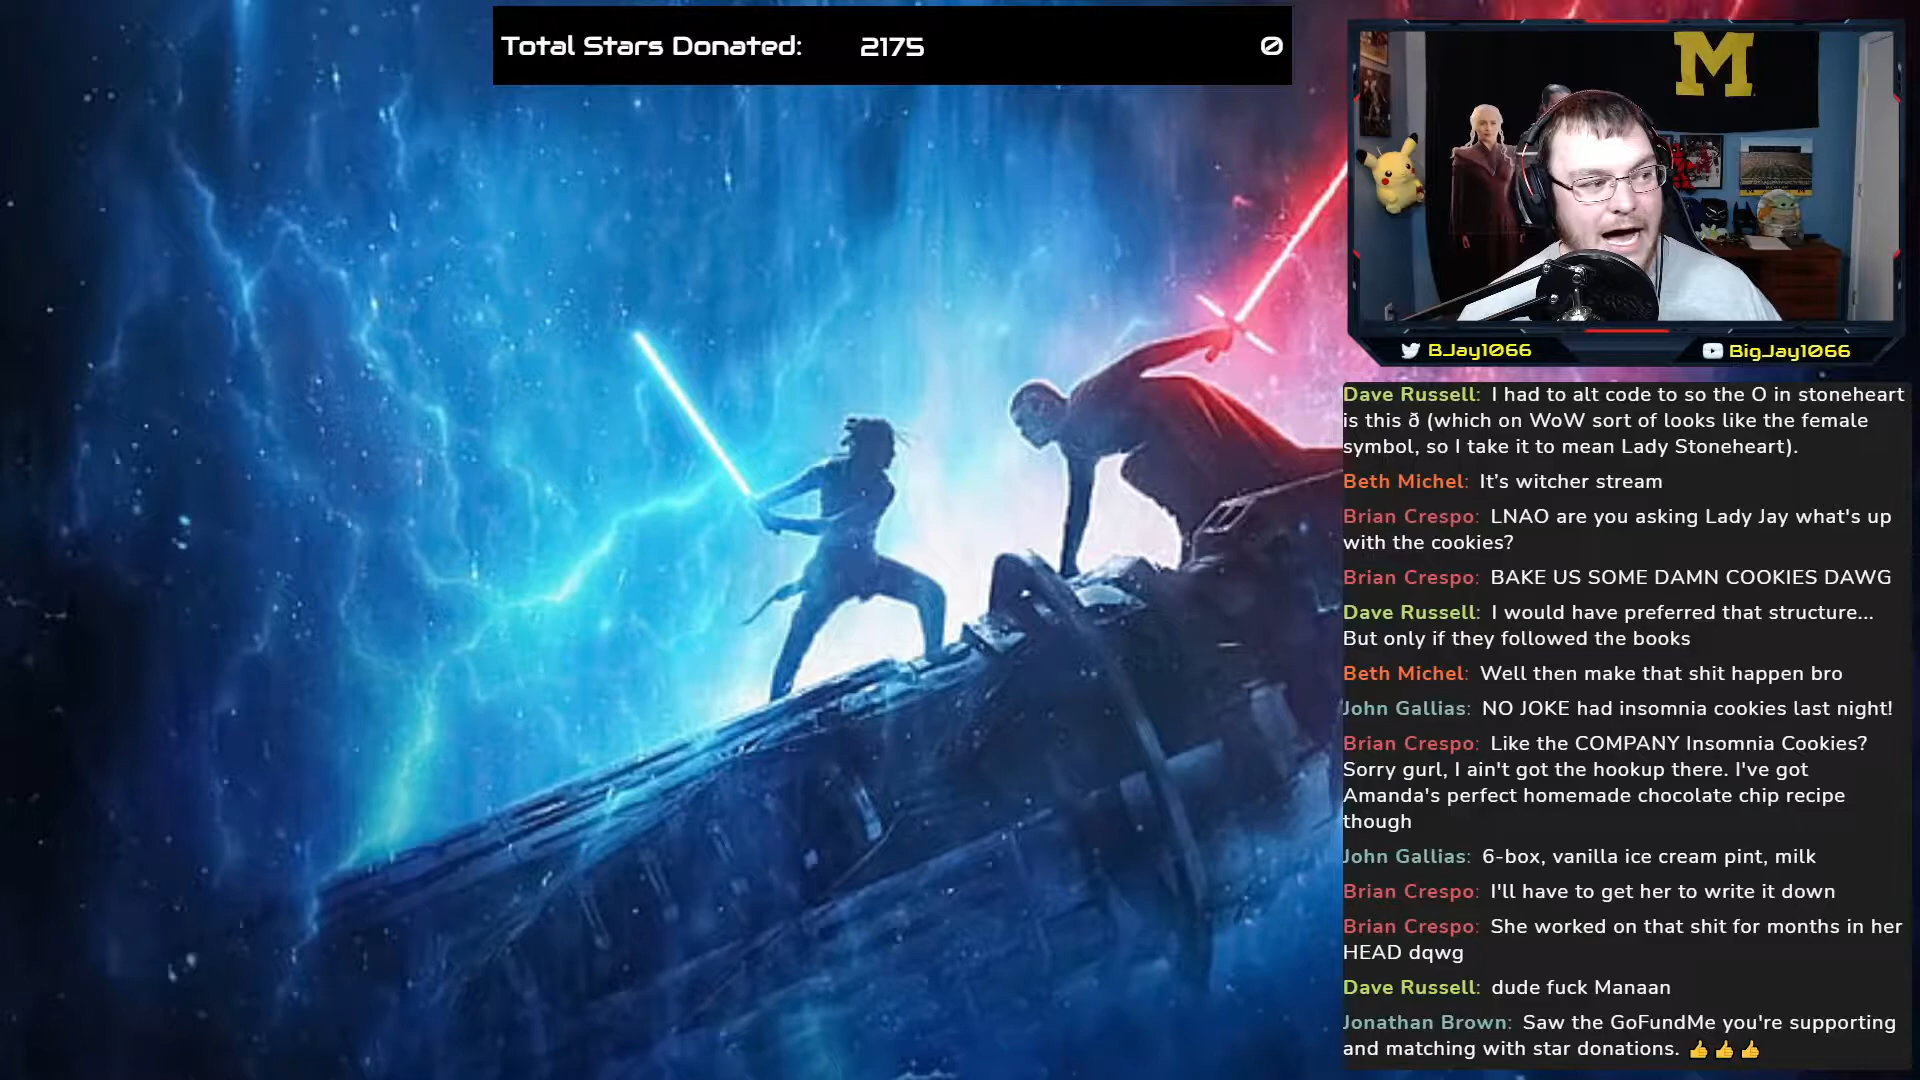 Total Stars Donated: 2175 0
M
BJay1066 BigJay1066
Dave Russell: I had to alt code to so the O in stoneheart
is this ð (which on WoW sort of looks like the female
symbol, so I take it to mean Lady Stoneheart).
Beth Michel: It’s witcher stream
Brian Crespo: LNAO are you asking Lady Jay what's up
with the cookies?
Brian Crespo: BAKE US SOME DAMN COOKIES DAWG
Dave Russell: I would have preferred that structure...
But only if they followed the books
Beth Michel: Well then make that shit happen bro
John Gallias: NO JOKE had insomnia cookies last night!
Brian Crespo: Like the COMPANY Insomnia Cookies?
Sorry gurl, I ain't got the hookup there. I've got
Amanda's perfect homemade chocolate chip recipe
though
John Gallias: 6-box, vanilla ice cream pint, milk
Brian Crespo: I'll have to get her to write it down
Brian Crespo: She worked on that shit for months in her
HEAD dqwg
Dave Russell: dude fuck Manaan
Jonathan Brown: Saw the GoFundMe you're supporting
and matching with star donations. 👍👍👍